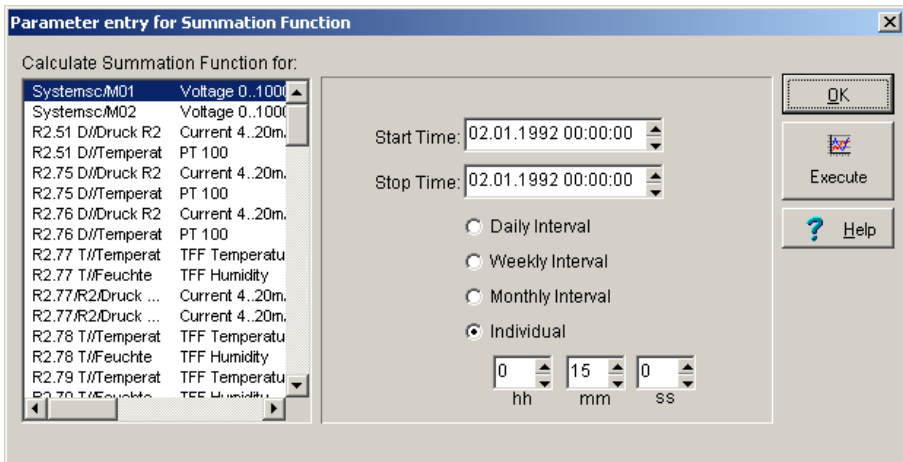 Parameter entry for Summation Function
Calculate Summation Function for:
Systemsc/M01 Voltage 0..1000
Systemsc/M02 Voltage 0..1000
R2.51 D//Druck R2 Current 4..20m
R2.51 D//Temperat PT 100
R2.75 D//Druck R2 Current 4..20m
R2.75 D//Temperat PT 100
R2.76 D//Druck R2 Current 4..20m
R2.76 D//Temperat PT 100
R2.77 T//Temperat TFF Temperatu
R2.77 T//Feuchte TFF Humidity
R2.77/R2/Druck ... Current 4..20m
R2.77/R2/Druck ... Current 4..20m
R2.78 T//Temperat TFF Temperatu
R2.78 T//Feuchte TFF Humidity
R2.79 T//Temperat TFF Temperatu
R2.79 T//Feuchte TFF Humidity
Start Time: 02.01.1992 00:00:00
Stop Time: 02.01.1992 00:00:00
Daily Interval
Weekly Interval
Monthly Interval
Individual
0 15 0
hh mm ss
OK
Execute
? Help